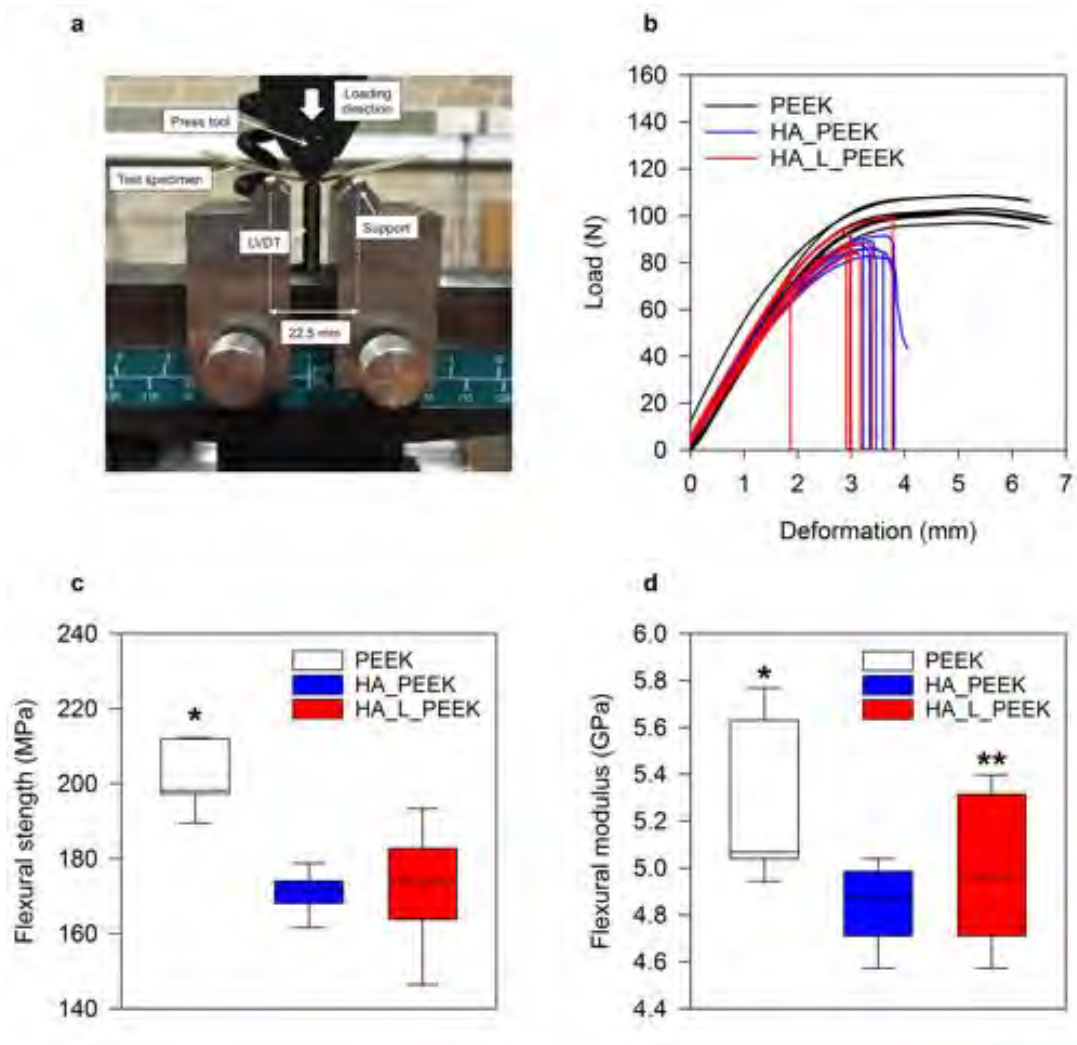 a
Loading
direction
Press tool
Test specimen
LVDT
Support
22.5 mm
b
160
140
120
100
80
60
40
20
0
Load (N)
PEEK
HA_PEEK
HA_L_PEEK
0 1 2 3 4 5 6 7
Deformation (mm)
c
240
220
200
180
160
140
Flexural stength (MPa)
PEEK
HA_PEEK
HA_L_PEEK
*
d
6.0
5.8
5.6
5.4
5.2
5.0
4.8
4.6
4.4
Flexural modulus (GPa)
PEEK
HA_PEEK
HA_L_PEEK
*
**